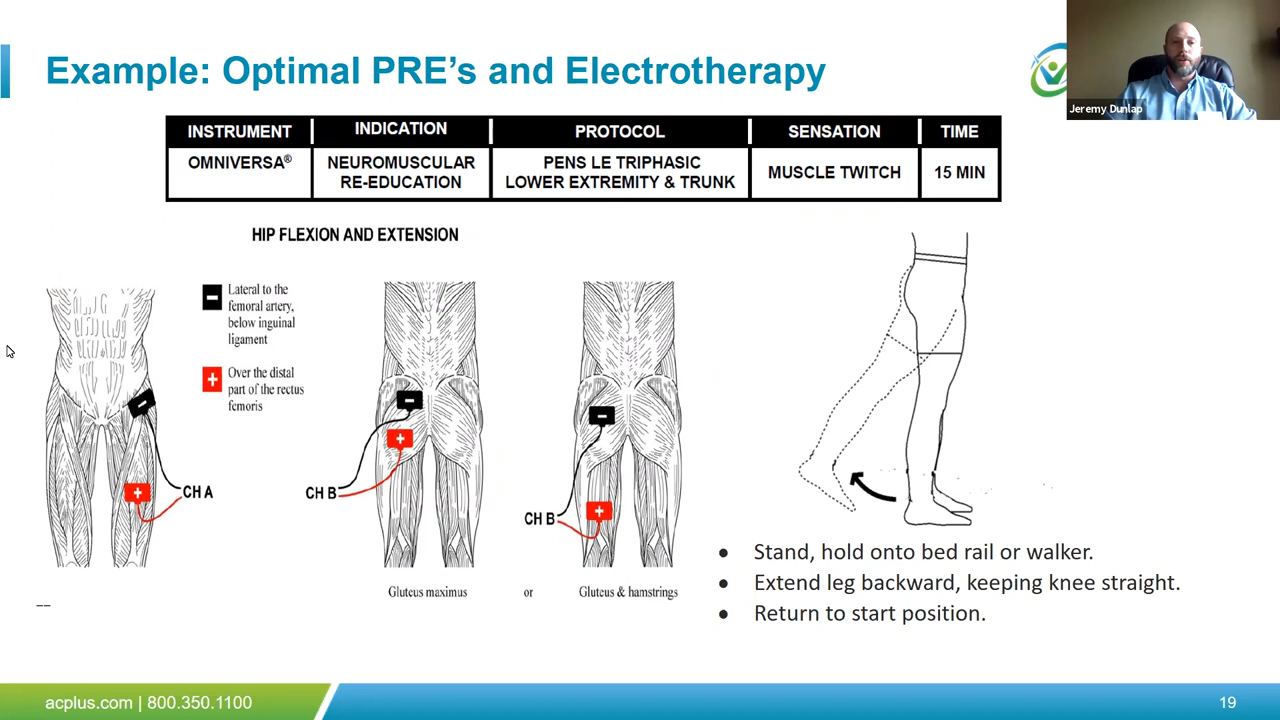 Example: Optimal PRE's and Electrotherapy
Jeremy Dunlap
INSTRUMENT INDICATION PROTOCOL SENSATION TIME
OMNIVERSA® NEUROMUSCULAR RE-EDUCATION PENS LE TRIPHASIC LOWER EXTREMITY & TRUNK MUSCLE TWITCH 15 MIN
HIP FLEXION AND EXTENSION
− Lateral to the
femoral artery,
below inguinal
ligament
+ Over the distal
part of the rectus
femoris
−
+
CH A
−
+
CH B
−
+
CH B
Gluteus maximus or Gluteus & hamstrings
• Stand, hold onto bed rail or walker.
• Extend leg backward, keeping knee straight.
• Return to start position.
acplus.com | 800.350.1100
19